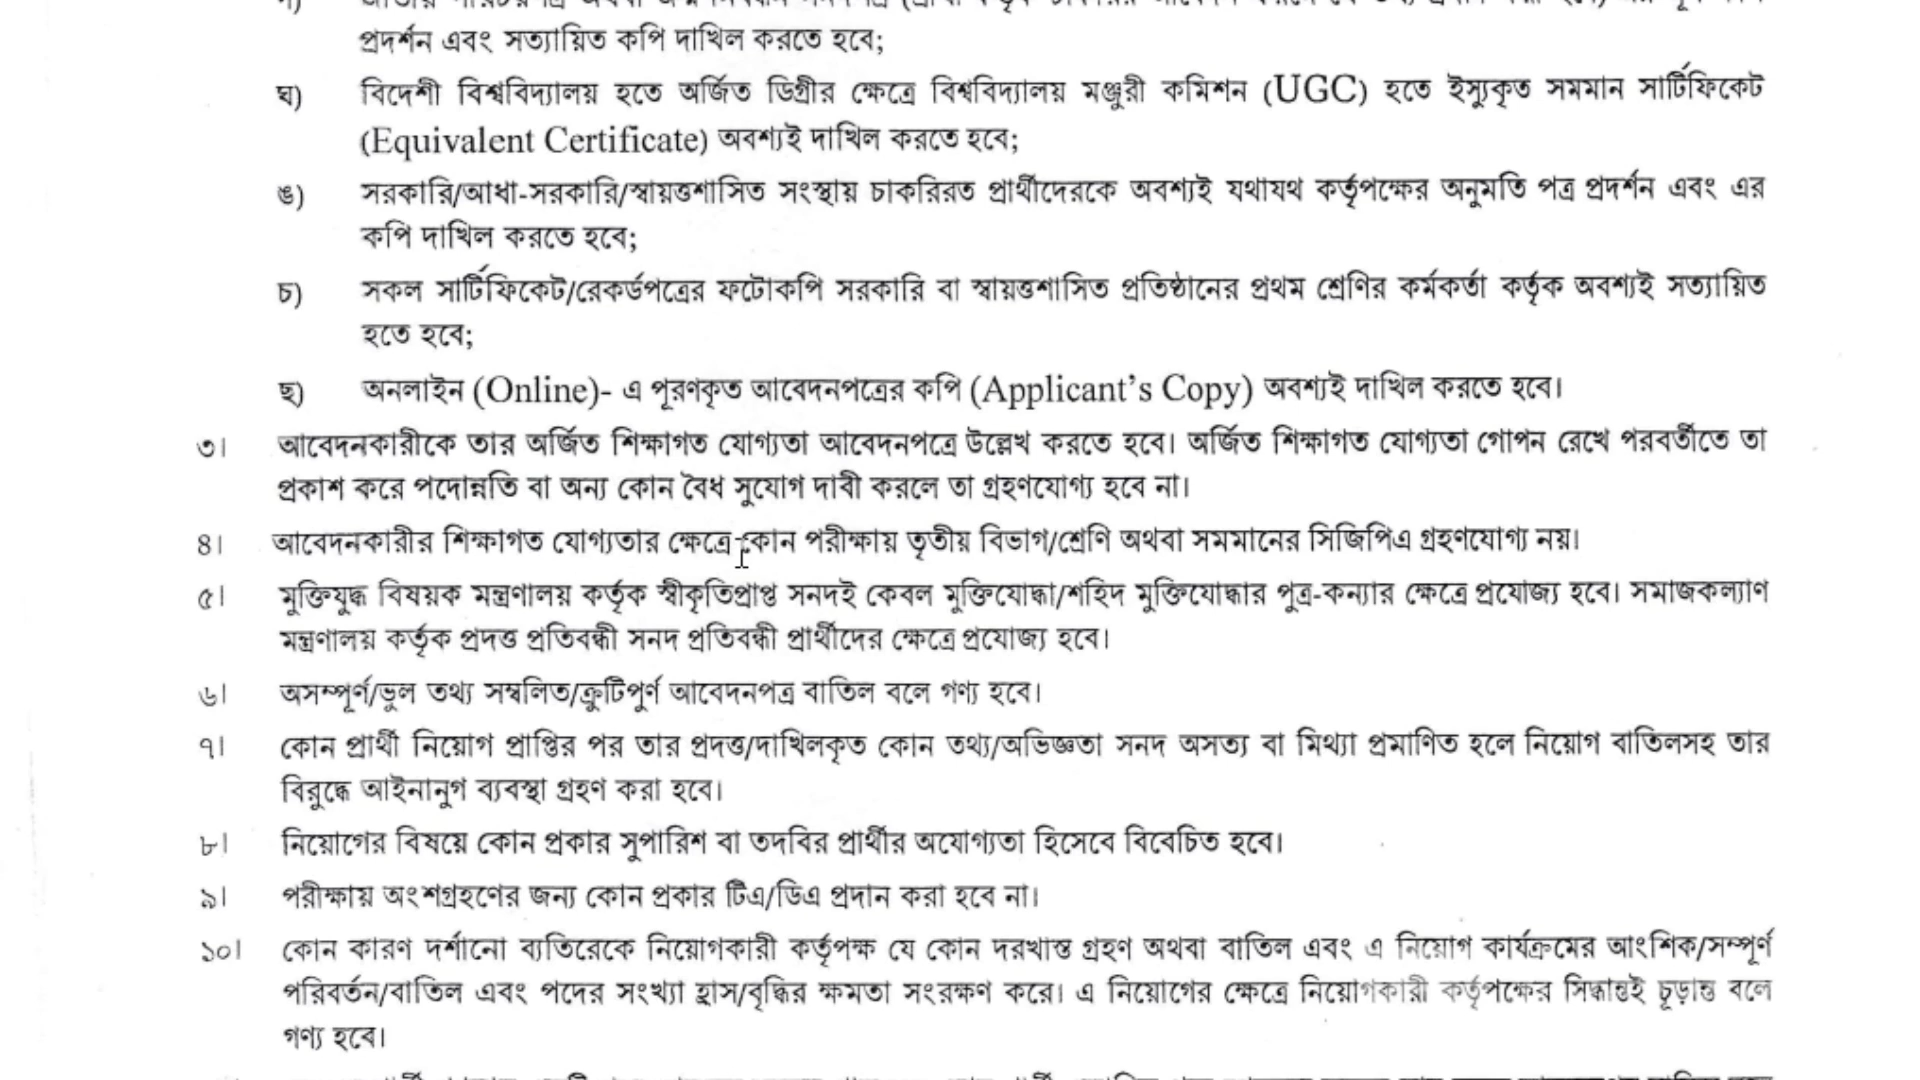 প্রদর্শন এবং সত্যায়িত কপি দাখিল করতে হবে;
ঘ) বিদেশী বিশ্ববিদ্যালয় হতে অর্জিত ডিগ্রীর ক্ষেত্রে বিশ্ববিদ্যালয় মঞ্জুরী কমিশন (UGC) হতে ইস্যুকৃত সমমান সার্টিফিকেট
(Equivalent Certificate) অবশ্যই দাখিল করতে হবে;
ঙ) সরকারি/আধা-সরকারি/স্বায়ত্তশাসিত সংস্থায় চাকরিরত প্রার্থীদেরকে অবশ্যই যথাযথ কর্তৃপক্ষের অনুমতি পত্র প্রদর্শন এবং এর
কপি দাখিল করতে হবে;
চ) সকল সার্টিফিকেট/রেকর্ডপত্রের ফটোকপি সরকারি বা স্বায়ত্তশাসিত প্রতিষ্ঠানের প্রথম শ্রেণির কর্মকর্তা কর্তৃক অবশ্যই সত্যায়িত
হতে হবে;
ছ) অনলাইন (Online)- এ পূরণকৃত আবেদনপত্রের কপি (Applicant’s Copy) অবশ্যই দাখিল করতে হবে।
৩। আবেদনকারীকে তার অর্জিত শিক্ষাগত যোগ্যতা আবেদনপত্রে উল্লেখ করতে হবে। অর্জিত শিক্ষাগত যোগ্যতা গোপন রেখে পরবর্তীতে তা
প্রকাশ করে পদোন্নতি বা অন্য কোন বৈধ সুযোগ দাবী করলে তা গ্রহণযোগ্য হবে না।
৪। আবেদনকারীর শিক্ষাগত যোগ্যতার ক্ষেত্রে কোন পরীক্ষায় তৃতীয় বিভাগ/শ্রেণি অথবা সমমানের সিজিপিএ গ্রহণযোগ্য নয়।
৫। মুক্তিযুদ্ধ বিষয়ক মন্ত্রণালয় কর্তৃক স্বীকৃতিপ্রাপ্ত সনদই কেবল মুক্তিযোদ্ধা/শহিদ মুক্তিযোদ্ধার পুত্র-কন্যার ক্ষেত্রে প্রযোজ্য হবে। সমাজকল্যাণ
মন্ত্রণালয় কর্তৃক প্রদত্ত প্রতিবন্ধী সনদ প্রতিবন্ধী প্রার্থীদের ক্ষেত্রে প্রযোজ্য হবে।
৬। অসম্পূর্ণ/ভুল তথ্য সম্বলিত/ত্রুটিপুর্ণ আবেদনপত্র বাতিল বলে গণ্য হবে।
৭। কোন প্রার্থী নিয়োগ প্রাপ্তির পর তার প্রদত্ত/দাখিলকৃত কোন তথ্য/অভিজ্ঞতা সনদ অসত্য বা মিথ্যা প্রমাণিত হলে নিয়োগ বাতিলসহ তার
বিরুদ্ধে আইনানুগ ব্যবস্থা গ্রহণ করা হবে।
৮। নিয়োগের বিষয়ে কোন প্রকার সুপারিশ বা তদবির প্রার্থীর অযোগ্যতা হিসেবে বিবেচিত হবে।
৯। পরীক্ষায় অংশগ্রহণের জন্য কোন প্রকার টিএ/ডিএ প্রদান করা হবে না।
১০। কোন কারণ দর্শানো ব্যতিরেকে নিয়োগকারী কর্তৃপক্ষ যে কোন দরখাস্ত গ্রহণ অথবা বাতিল এবং এ নিয়োগ কার্যক্রমের আংশিক/সম্পূর্ণ
পরিবর্তন/বাতিল এবং পদের সংখ্যা হ্রাস/বৃদ্ধির ক্ষমতা সংরক্ষণ করে। এ নিয়োগের ক্ষেত্রে নিয়োগকারী কর্তৃপক্ষের সিদ্ধান্তই চূড়ান্ত বলে
গণ্য হবে।